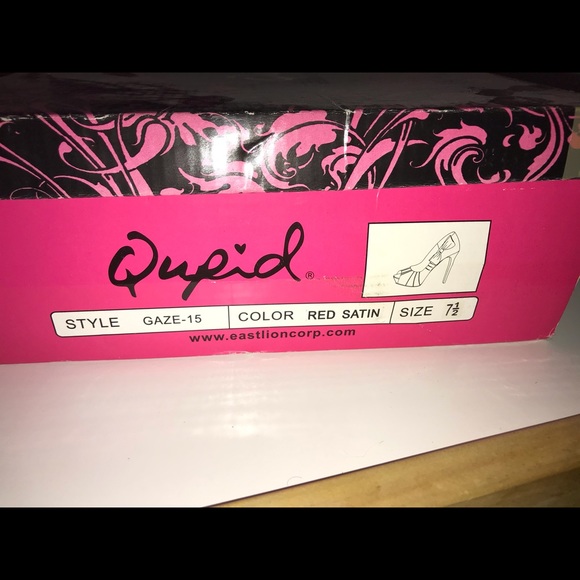 Qupid®
STYLE GAZE-15 COLOR RED SATIN SIZE 7½
www.eastlioncorp.com